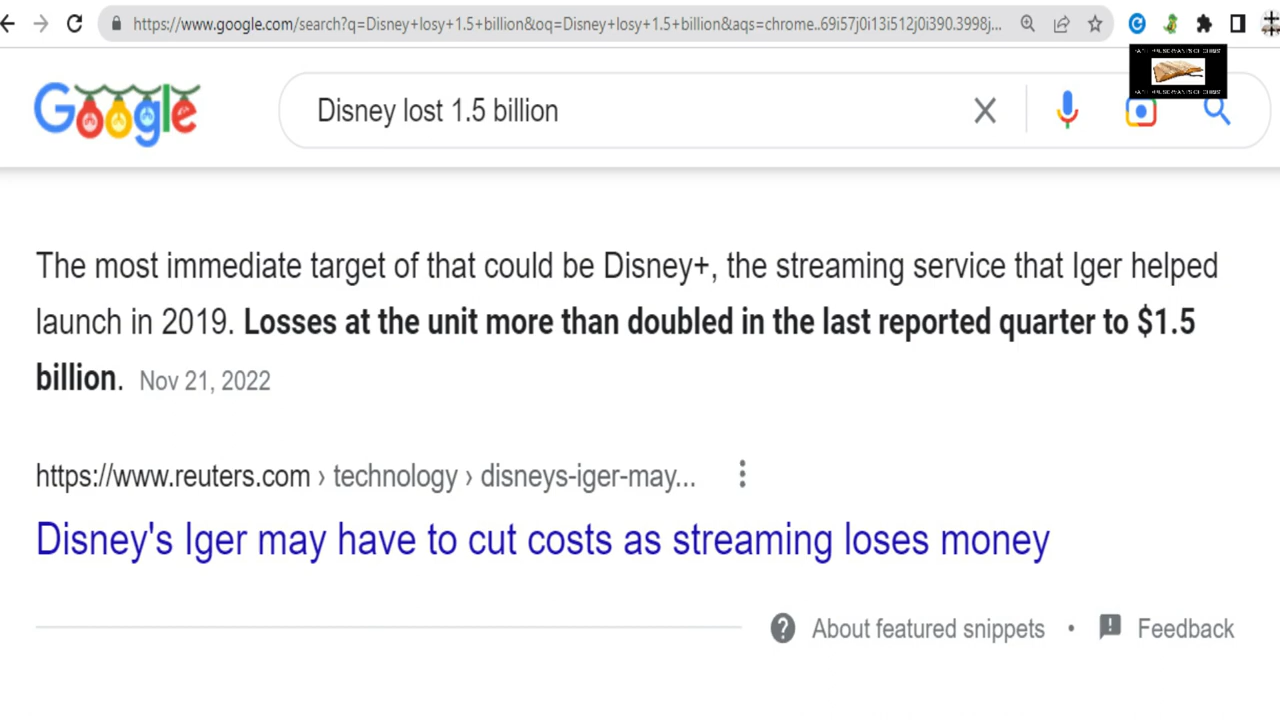 https://www.google.com/search?q=Disney+losy+1.5+billion&oq=Disney+losy+1.5+billion&aqs=chrome..69i57j0i13i512j0i390.3998j...
Google
Disney lost 1.5 billion
The most immediate target of that could be Disney+, the streaming service that Iger helped
launch in 2019. Losses at the unit more than doubled in the last reported quarter to $1.5
billion. Nov 21, 2022
https://www.reuters.com › technology › disneys-iger-may...
Disney's Iger may have to cut costs as streaming loses money
About featured snippets • Feedback